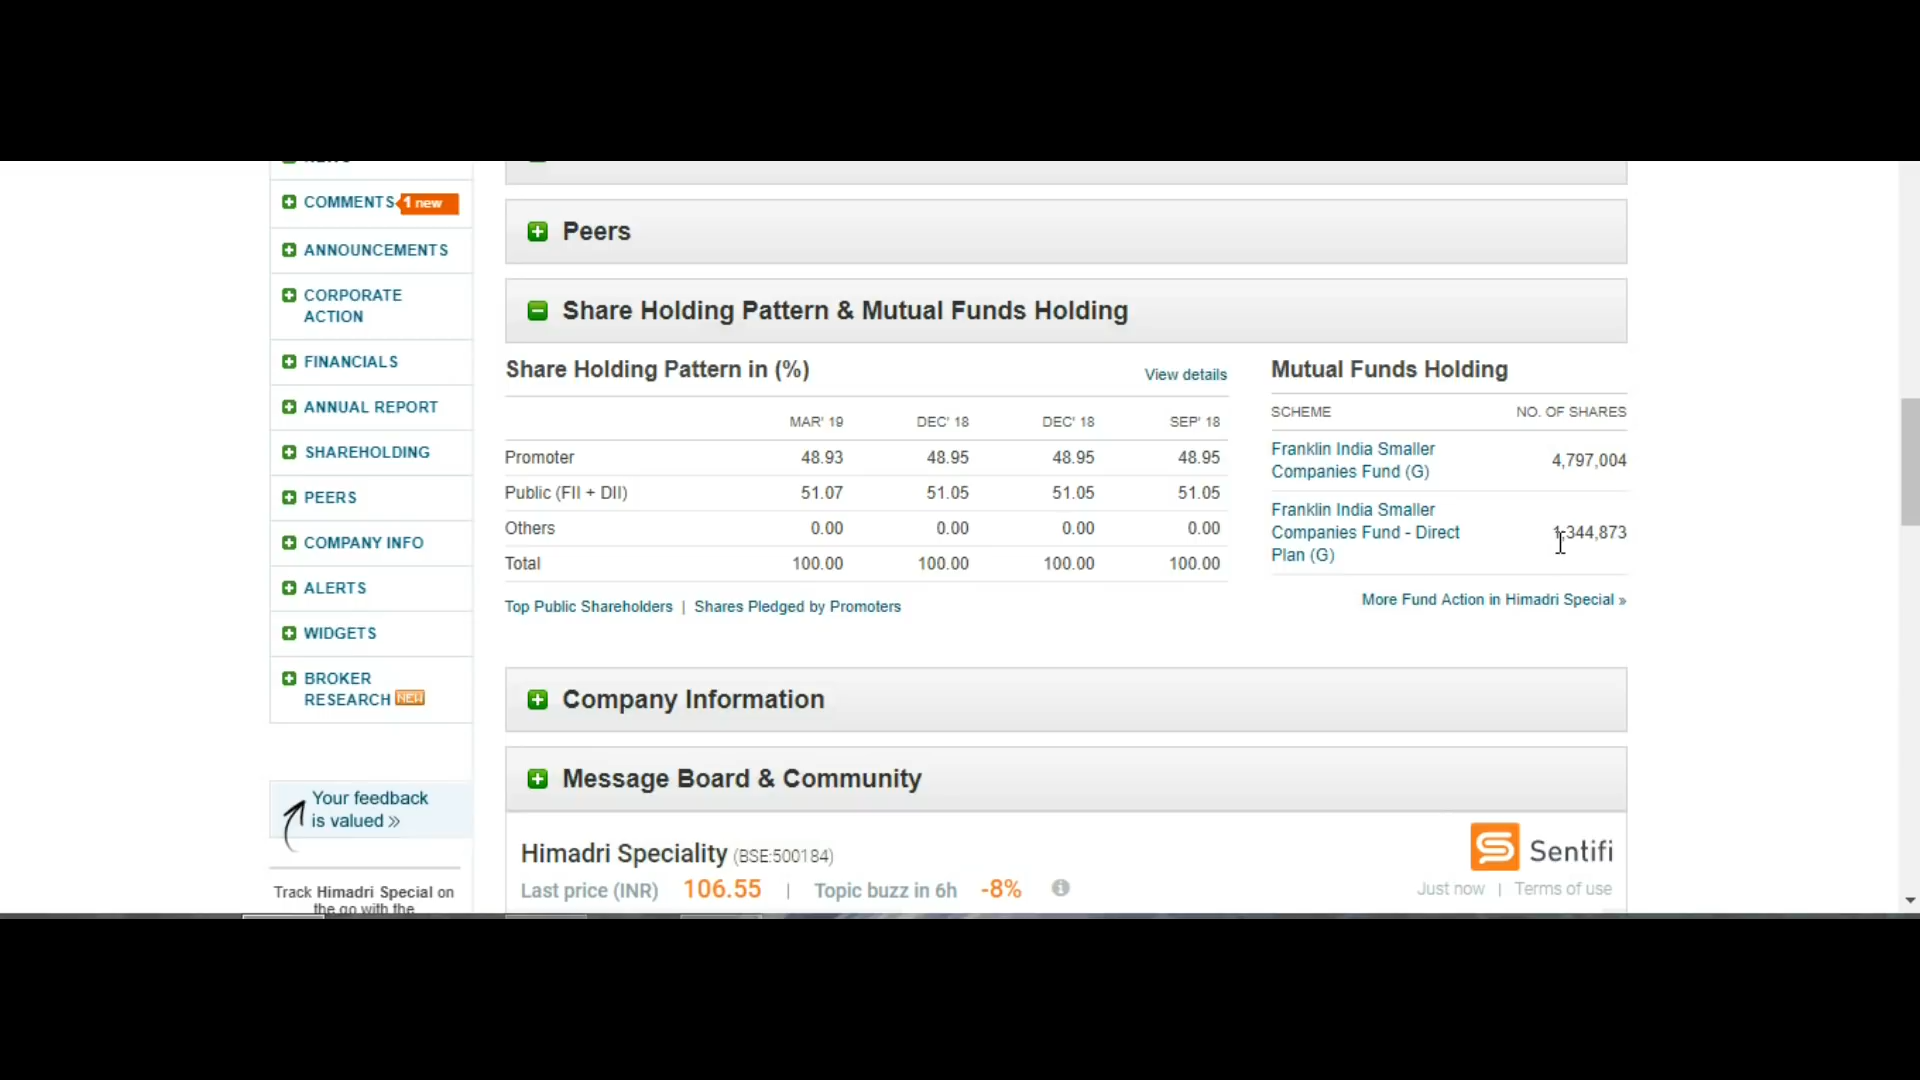 COMMENTS 1 new
ANNOUNCEMENTS
CORPORATE
ACTION
FINANCIALS
ANNUAL REPORT
SHAREHOLDING
PEERS
COMPANY INFO
ALERTS
WIDGETS
BROKER
RESEARCH NEW
Your feedback
is valued »
Track Himadri Special on
the go with the
Peers
Share Holding Pattern & Mutual Funds Holding
Share Holding Pattern in (%) View details
MAR' 19 DEC' 18 DEC' 18 SEP' 18
Promoter 48.93 48.95 48.95 48.95
Public (FII + DII) 51.07 51.05 51.05 51.05
Others 0.00 0.00 0.00 0.00
Total 100.00 100.00 100.00 100.00
Top Public Shareholders | Shares Pledged by Promoters
Mutual Funds Holding
SCHEME NO. OF SHARES
Franklin India Smaller
Companies Fund (G) 4,797,004
Franklin India Smaller
Companies Fund - Direct 1,344,873
Plan (G)
More Fund Action in Himadri Special »
Company Information
Message Board & Community
Himadri Speciality (BSE:500184)
Last price (INR) 106.55 | Topic buzz in 6h -8%
Sentifi
Just now | Terms of use